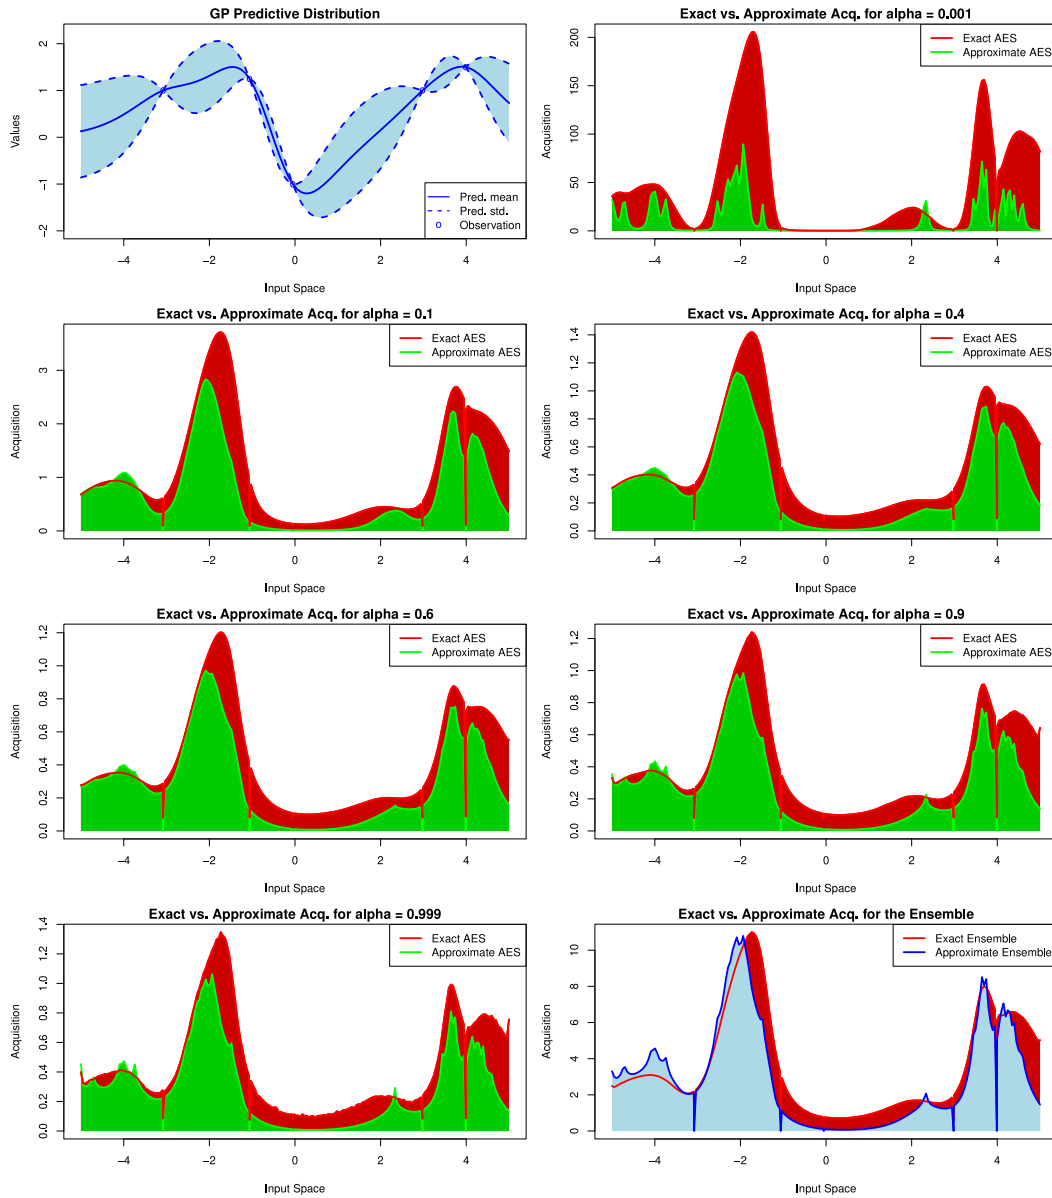 GP Predictive Distribution
Values
2
1
0
−1
−2
Pred. mean
Pred. std.
Observation
−4 −2 0 2 4
Input Space
Exact vs. Approximate Acq. for alpha = 0.001
Acquisition
200
150
100
50
0
Exact AES
Approximate AES
−4 −2 0 2 4
Input Space
Exact vs. Approximate Acq. for alpha = 0.1
Acquisition
3
2
1
0
Exact AES
Approximate AES
−4 −2 0 2 4
Input Space
Exact vs. Approximate Acq. for alpha = 0.4
Acquisition
1.4
1.2
1.0
0.8
0.6
0.4
0.2
0.0
Exact AES
Approximate AES
−4 −2 0 2 4
Input Space
Exact vs. Approximate Acq. for alpha = 0.6
Acquisition
1.2
1.0
0.8
0.6
0.4
0.2
0.0
Exact AES
Approximate AES
−4 −2 0 2 4
Input Space
Exact vs. Approximate Acq. for alpha = 0.9
Acquisition
1.2
1.0
0.8
0.6
0.4
0.2
0.0
Exact AES
Approximate AES
−4 −2 0 2 4
Input Space
Exact vs. Approximate Acq. for alpha = 0.999
Acquisition
1.4
1.2
1.0
0.8
0.6
0.4
0.2
0.0
Exact AES
Approximate AES
−4 −2 0 2 4
Input Space
Exact vs. Approximate Acq. for the Ensemble
Acquisition
10
8
6
4
2
0
Exact Ensemble
Approximate Ensemble
−4 −2 0 2 4
Input Space